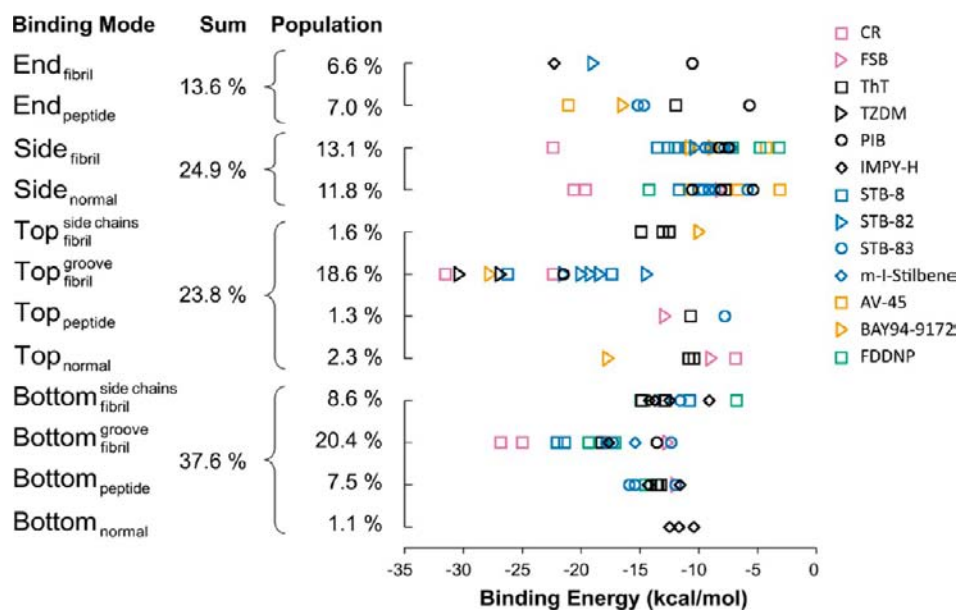 Binding Mode Sum Population
End fibril 6.6 %
13.6 %
End peptide 7.0 %
Side fibril 13.1 %
24.9 %
Side normal 11.8 %
Top side chains fibril 1.6 %
Top groove fibril 18.6 %
23.8 %
Top peptide 1.3 %
Top normal 2.3 %
Bottom side chains fibril 8.6 %
Bottom groove fibril 20.4 %
37.6 %
Bottom peptide 7.5 %
Bottom normal 1.1 %
CR
FSB
ThT
TZDM
PIB
IMPY-H
STB-8
STB-82
STB-83
m-I-Stilbene
AV-45
BAY94-9172
FDDNP
-35 -30 -25 -20 -15 -10 -5 0
Binding Energy (kcal/mol)